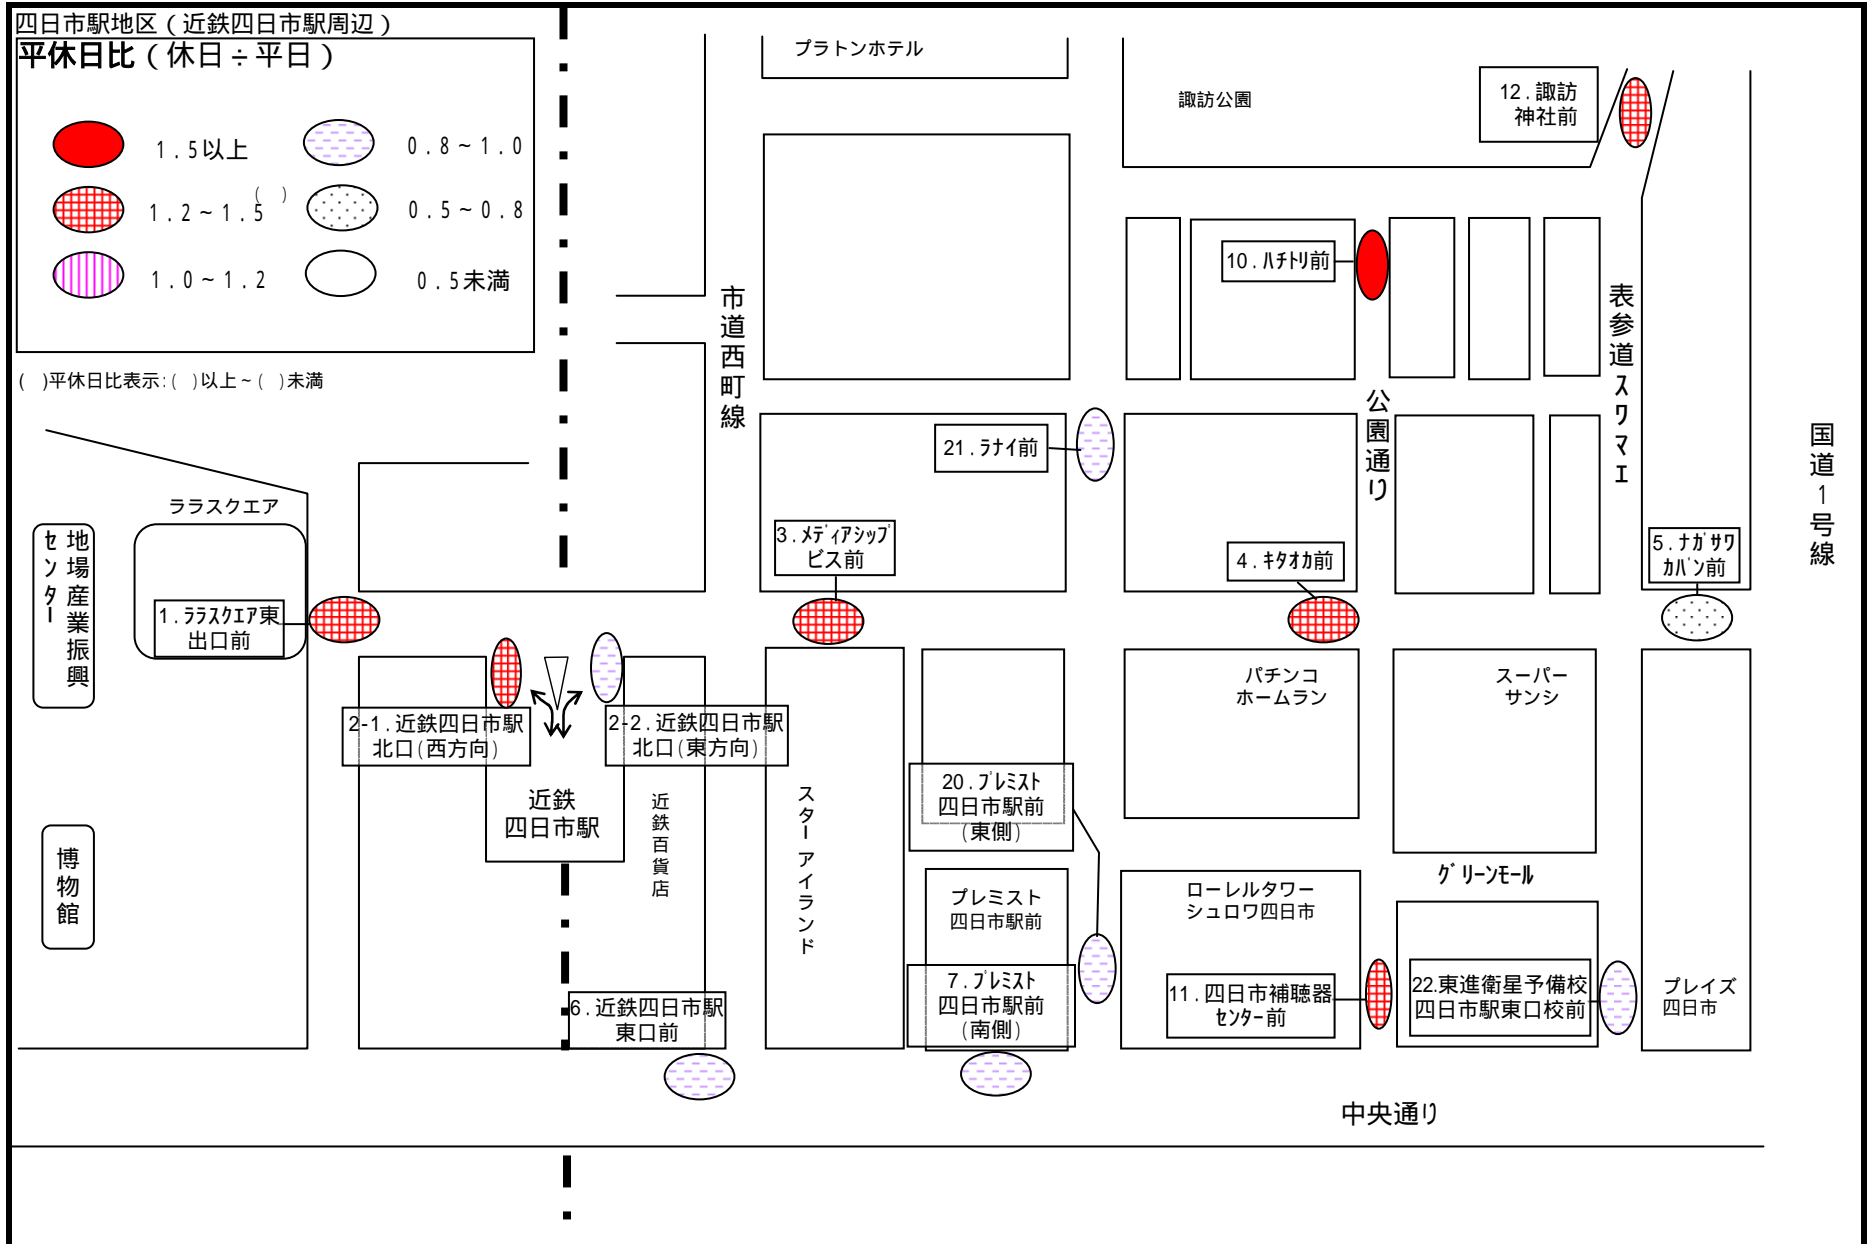 四日市駅地区（近鉄四日市駅周辺）
平休日比（休日÷平日）
1.5以上
0.8～1.0
1.2～1.5
( )
0.5～0.8
1.0～1.2
0.5未満
( )平休日比表示:( )以上～( )未満
プラトンホテル
諏訪公園
12.諏訪
神社前
10.ﾊﾁﾄﾘ前
市道西町線
表参道ｽﾜﾏｴ
公園通り
国道1号線
21.ﾗﾅｲ前
ララスクエア
地場産業振興
センター
1.ﾗﾗｽｸｴｱ東
出口前
3.ﾒﾃﾞｨｱｼｯﾌﾟ
ビス前
4.ｷﾀｵｶ前
5.ﾅｶﾞｻﾜ
ｶﾊﾞﾝ前
2-1.近鉄四日市駅
北口(西方向)
2-2.近鉄四日市駅
北口(東方向)
近鉄
四日市駅
近鉄百貨店
スターアイランド
パチンコ
ホームラン
スーパー
サンシ
20.ﾌﾟﾚﾐｽﾄ
四日市駅前
(東側)
博物館
プレミスト
四日市駅前
ローレルタワー
シュロワ四日市
ｸﾞﾘｰﾝﾓｰﾙ
6.近鉄四日市駅
東口前
7.ﾌﾟﾚﾐｽﾄ
四日市駅前
(南側)
11.四日市補聴器
ｾﾝﾀｰ前
22.東進衛星予備校
四日市駅東口校前
プレイズ
四日市
中央通り